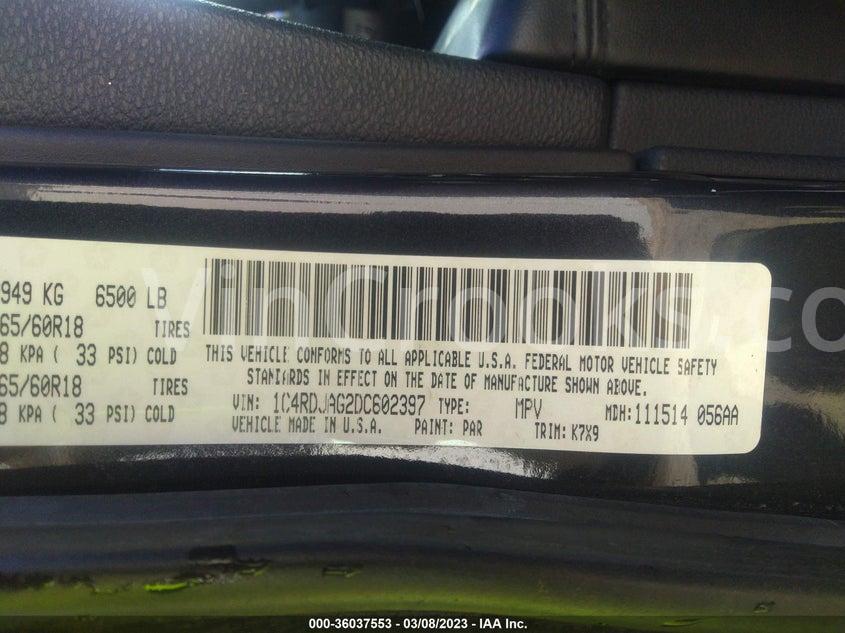 949 KG 6500 LB
65/60R18 TIRES
8 KPA ( 33 PSI) COLD
65/60R18 TIRES
8 KPA ( 33 PSI) COLD
THIS VEHICLE CONFORMS TO ALL APPLICABLE U.S.A. FEDERAL MOTOR VEHICLE SAFETY
STANDARDS IN EFFECT ON THE DATE OF MANUFACTURE SHOWN ABOVE.
VIN: 1C4RDJAG2DC602397 TYPE: MPV MDH:111514 056AA
VEHICLE MADE IN U.S.A. PAINT: PAR TRIM: K7X9
VinCrooks.co
000-36037553 — 03/08/2023 — IAA Inc.